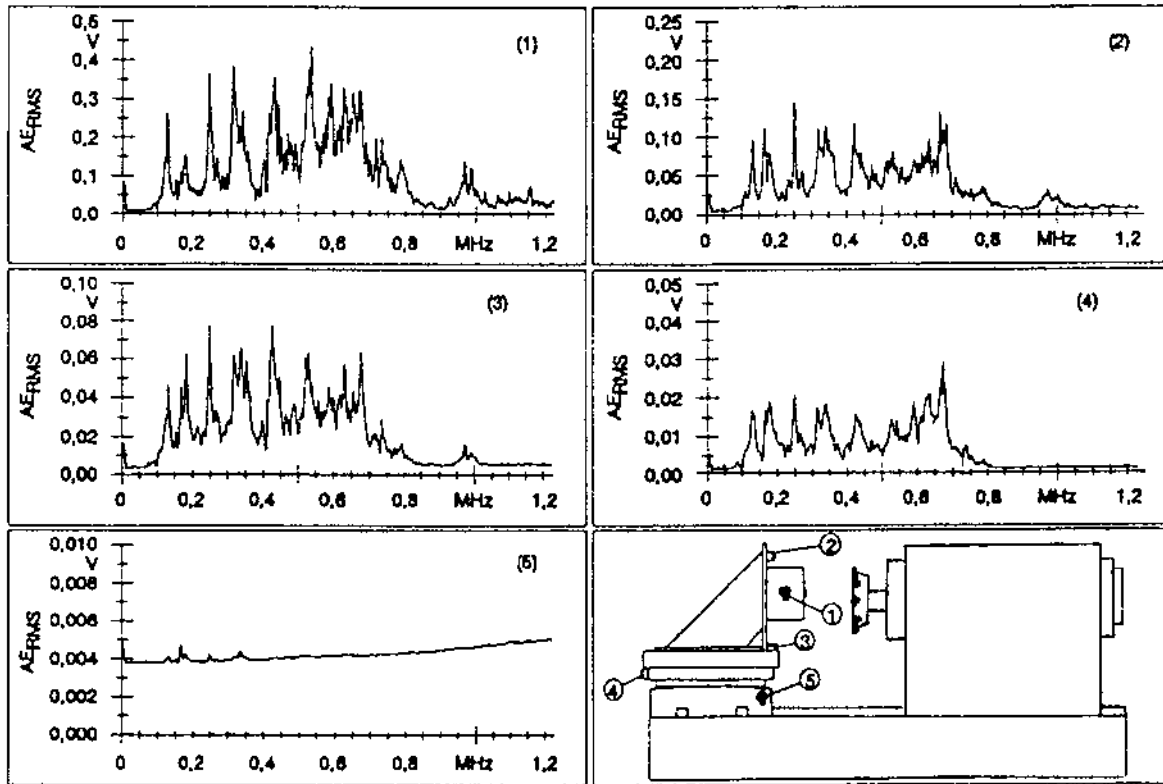 0,5
V
0,4
0,3
0,2
0,1
0,0
AE_RMS
(1)
0 0,2 0,4 0,6 0,8 MHz 1,2
0,25
V
0,20
0,15
0,10
0,05
0,00
AE_RMS
(2)
0 0,2 0,4 0,6 0,8 MHz 1,2
0,10
V
0,08
0,06
0,04
0,02
0,00
AE_RMS
(3)
0 0,2 0,4 0,6 0,8 MHz 1,2
0,05
V
0,04
0,03
0,02
0,01
0,00
AE_RMS
(4)
0 0,2 0,4 0,6 0,8 MHz 1,2
0,010
V
0,008
0,006
0,004
0,002
0,000
AE_RMS
(5)
0 0,2 0,4 0,6 0,8 MHz 1,2
2
1
3
4
5